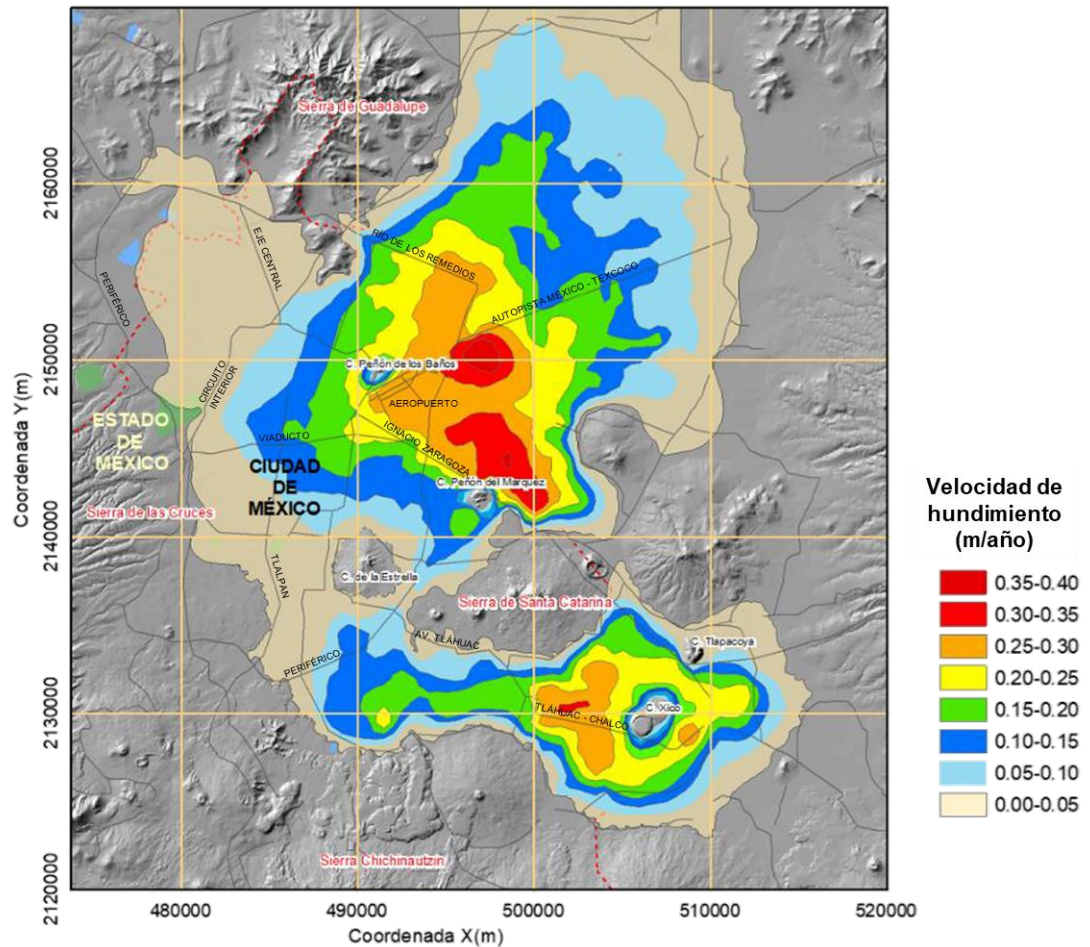 Sierra de Guadalupe
2160000
RIO DE LOS REMEDIOS
EJE CENTRAL
PERIFÉRICO
AUTOPISTA MÉXICO - TEXCOCO
2150000
C. Peñón de los Baños
CIRCUITO
INTERIOR
AEROPUERTO
ESTADO
DE
MÉXICO
IGNACIO ZARAGOZA
VIADUCTO
CIUDAD
DE
MÉXICO
C. Peñón del Marquez
Sierra de las Cruces
2140000
TLALPAN
C. de la Estrella
Sierra de Santa Catarina
AV. TLÁHUAC
C. Tlapacoya
PERIFÉRICO
2130000
TLÁHUAC - CHALCO
C. Xico
Sierra Chichinautzin
2120000
Coordenada Y(m)
480000
490000
500000
510000
520000
Coordenada X(m)
Velocidad de
hundimiento
(m/año)
0.35-0.40
0.30-0.35
0.25-0.30
0.20-0.25
0.15-0.20
0.10-0.15
0.05-0.10
0.00-0.05